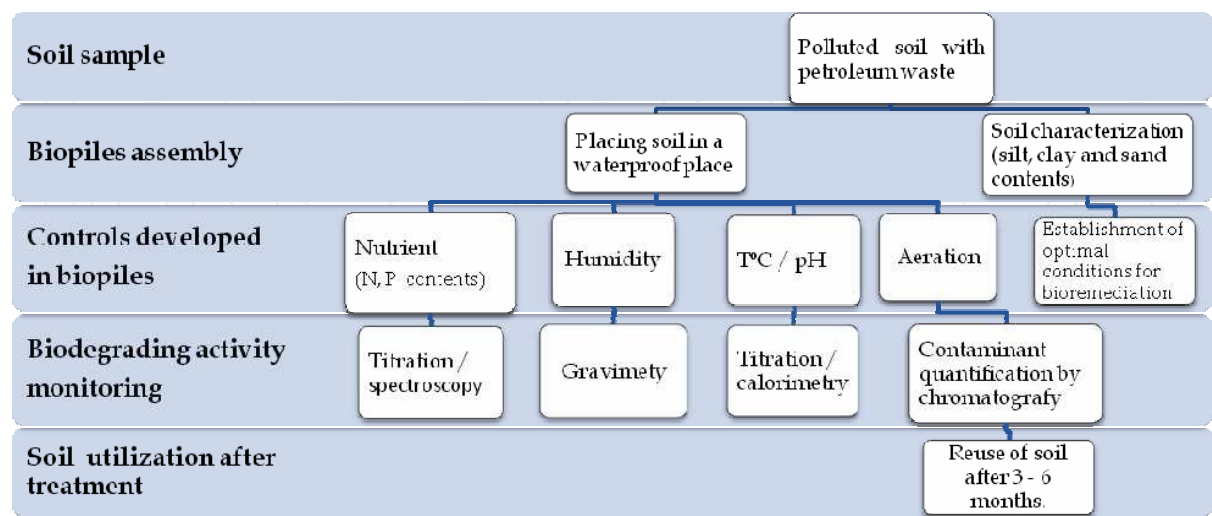 Soil sample
Polluted soil with
petroleum waste
Biopiles assembly
Placing soil in a
waterproof place
Soil characterization
(silt, clay and sand
contents)
Controls developed
in biopiles
Nutrient
(N, P contents)
Humidity
TºC / pH
Aeration
Establishment of
optimal
conditions for
bioremediation
Biodegrading activity
monitoring
Titration /
spectroscopy
Gravimety
Titration /
calorimetry
Contaminant
quantification by
chromatografy
Soil utilization after
treatment
Reuse of soil
after 3 - 6
months.